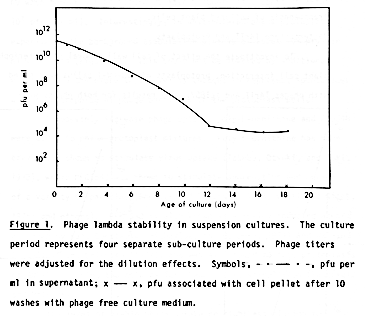 10^12
10^10
10^8
10^6
10^4
10^2
pfu per ml
0 2 4 6 8 10 12 14 16 18 20
Age of culture (days)
Figure 1. Phage lambda stability in suspension cultures. The culture
period represents four separate sub-culture periods. Phage titers
were adjusted for the dilution effects. Symbols, - · — · -, pfu per
ml in supernatant; x — x, pfu associated with cell pellet after 10
washes with phage free culture medium.